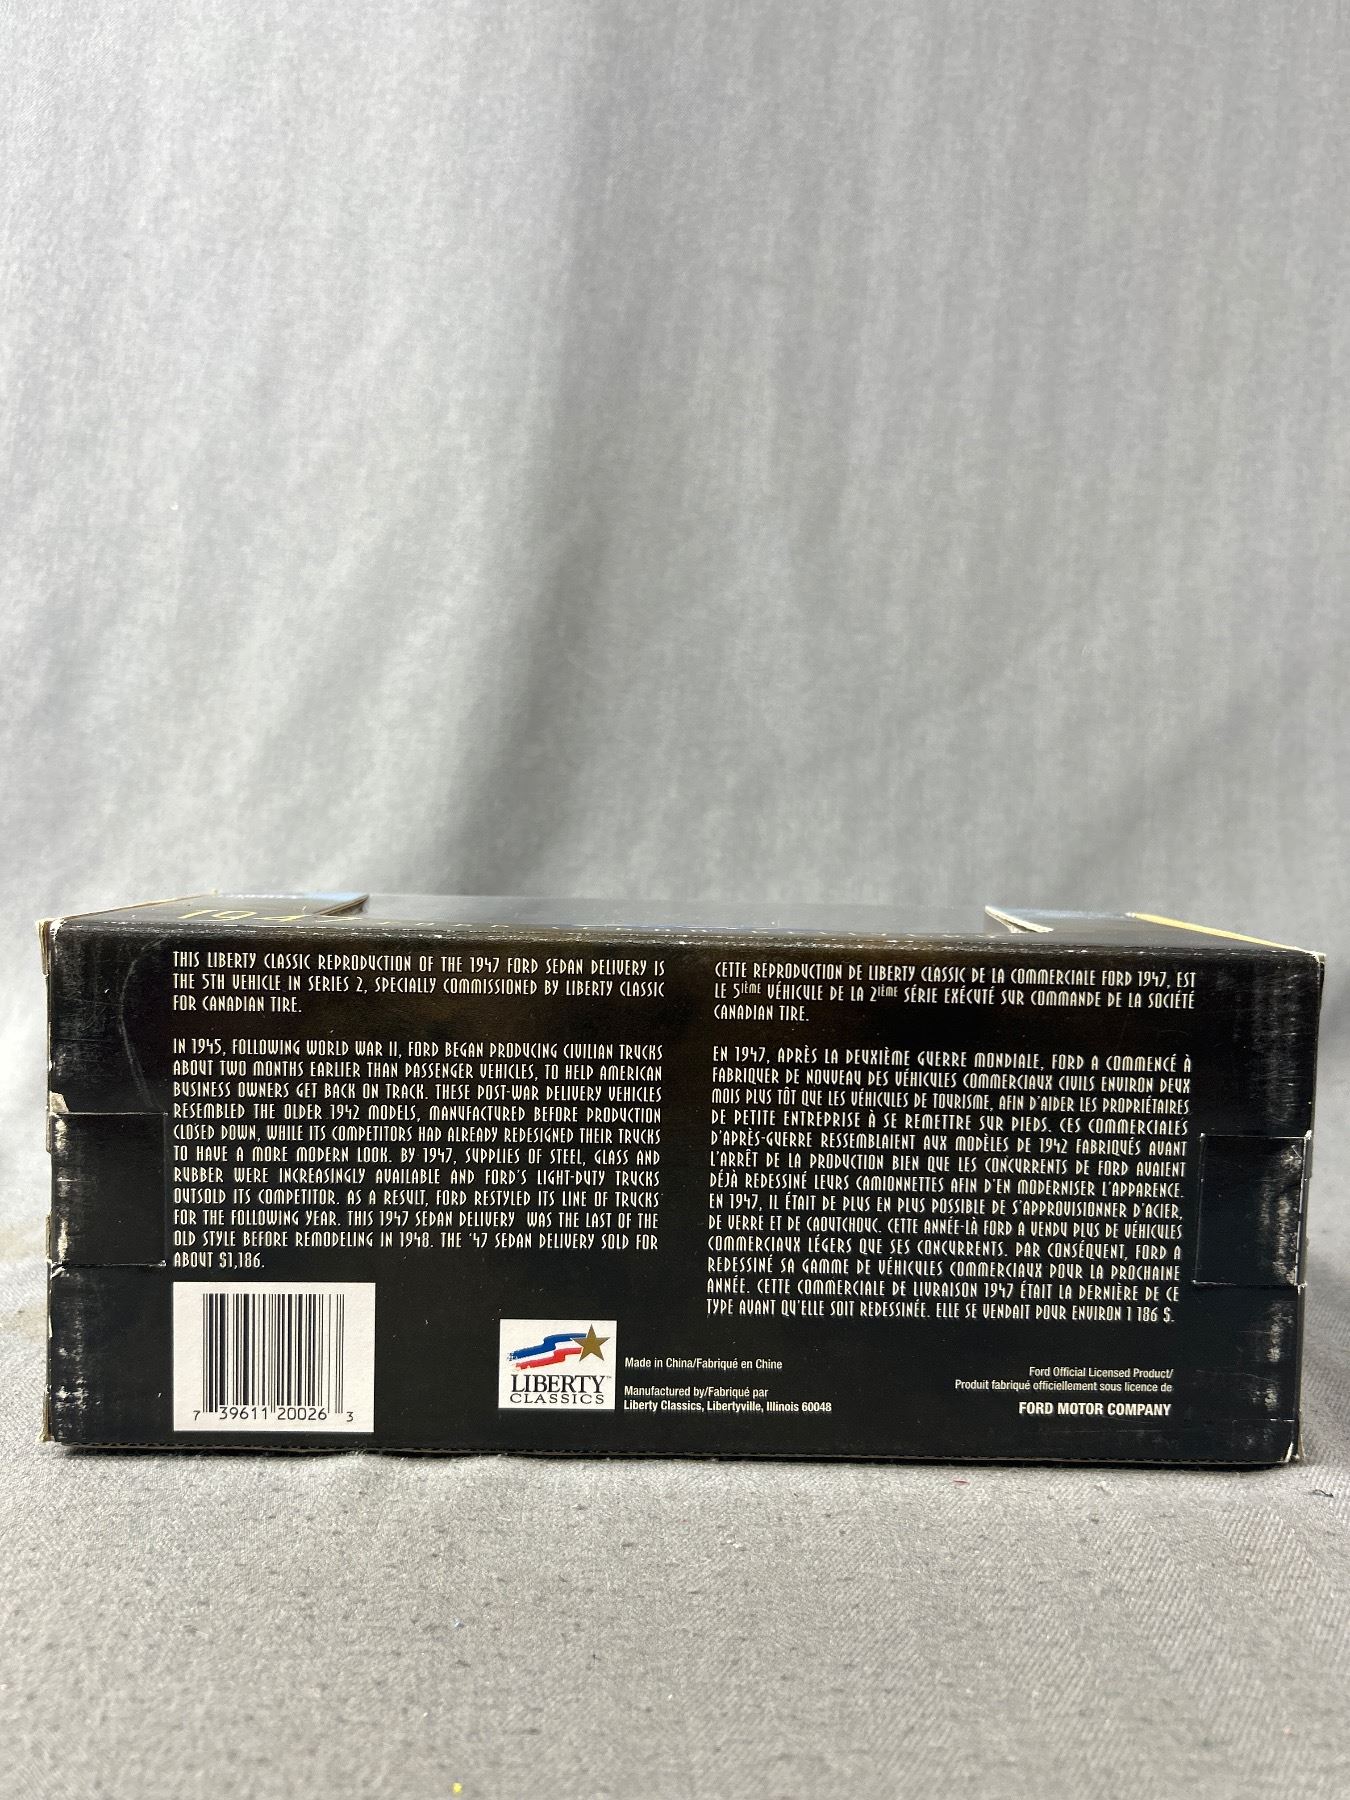 THIS LIBERTY CLASSIC REPRODUCTION OF THE 1947 FORD SEDAN DELIVERY IS
THE 5TH VEHICLE IN SERIES 2, SPECIALLY COMMISSIONED BY LIBERTY CLASSIC
FOR CANADIAN TIRE.
IN 1945, FOLLOWING WORLD WAR II, FORD BEGAN PRODUCING CIVILIAN TRUCKS
ABOUT TWO MONTHS EARLIER THAN PASSENGER VEHICLES, TO HELP AMERICAN
BUSINESS OWNERS GET BACK ON TRACK. THESE POST-WAR DELIVERY VEHICLES
RESEMBLED THE OLDER 1942 MODELS, MANUFACTURED BEFORE PRODUCTION
CLOSED DOWN, WHILE ITS COMPETITORS HAD ALREADY REDESIGNED THEIR TRUCKS
TO HAVE A MORE MODERN LOOK. BY 1947, SUPPLIES OF STEEL, GLASS AND
RUBBER WERE INCREASINGLY AVAILABLE AND FORD'S LIGHT-DUTY TRUCKS
OUTSOLD ITS COMPETITOR. AS A RESULT, FORD RESTYLED ITS LINE OF TRUCKS
FOR THE FOLLOWING YEAR. THIS 1947 SEDAN DELIVERY WAS THE LAST OF THE
OLD STYLE BEFORE REMODELING IN 1948. THE '47 SEDAN DELIVERY SOLD FOR
ABOUT $1,186.
CETTE REPRODUCTION DE LIBERTY CLASSIC DE LA COMMERCIALE FORD 1947, EST
LE 5IÈME VÉHICULE DE LA 2IÈME SÉRIE EXÉCUTÉ SUR COMMANDE DE LA SOCIÉTÉ
CANADIAN TIRE.
EN 1947, APRÈS LA DEUXIÈME GUERRE MONDIALE, FORD A COMMENCÉ À
FABRIQUER DE NOUVEAU DES VÉHICULES COMMERCIAUX CIVILS ENVIRON DEUX
MOIS PLUS TÔT QUE LES VÉHICULES DE TOURISME, AFIN D'AIDER LES PROPRIÉTAIRES
DE PETITE ENTREPRISE À SE REMETTRE SUR PIEDS. CES COMMERCIALES
D'APRÈS-GUERRE RESSEMBLAIENT AUX MODÈLES DE 1942 FABRIQUÉS AVANT
L'ARRÊT DE LA PRODUCTION BIEN QUE LES CONCURRENTS DE FORD AVAIENT
DÉJÀ REDESSINÉ LEURS CAMIONNETTES AFIN D'EN MODERNISER L'APPARENCE.
EN 1947, IL ÉTAIT DE PLUS EN PLUS POSSIBLE DE S'APPROVISIONNER D'ACIER,
DE VERRE ET DE CAOUTCHOUC. CETTE ANNÉE-LÀ FORD A VENDU PLUS DE VÉHICULES
COMMERCIAUX LÉGERS QUE SES CONCURRENTS. PAR CONSÉQUENT, FORD A
REDESSINÉ SA GAMME DE VÉHICULES COMMERCIAUX POUR LA PROCHAINE
ANNÉE. CETTE COMMERCIALE DE LIVRAISON 1947 ÉTAIT LA DERNIÈRE DE CE
TYPE AVANT QU'ELLE SOIT REDESSINÉE. ELLE SE VENDAIT POUR ENVIRON 1 186 $.
7 39611 20026 3
LIBERTY™
CLASSICS
Made in China/Fabriqué en Chine
Manufactured by/Fabriqué par
Liberty Classics, Libertyville, Illinois 60048
Ford Official Licensed Product/
Produit fabriqué officiellement sous licence de
FORD MOTOR COMPANY